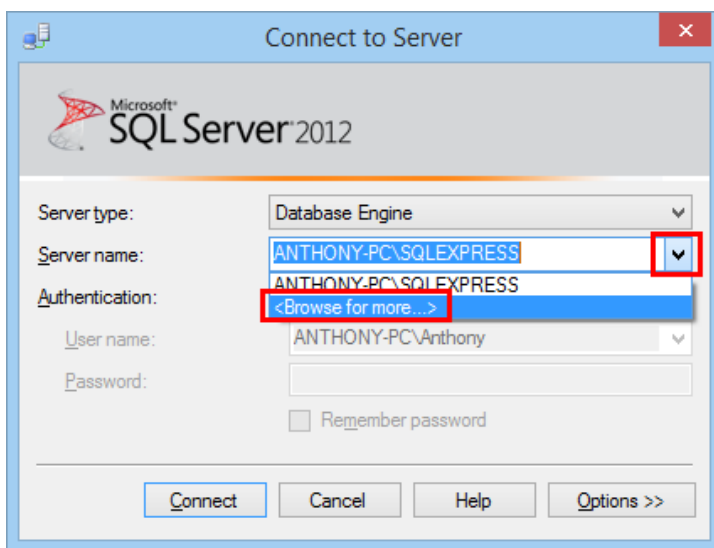 Connect to Server
Microsoft®
SQL Server® 2012
Server type:
Database Engine
Server name:
ANTHONY-PC\SQLEXPRESS
ANTHONY-PC\SQLEXPRESS
Authentication:
<Browse for more...>
User name:
ANTHONY-PC\Anthony
Password:
Remember password
Connect
Cancel
Help
Options >>